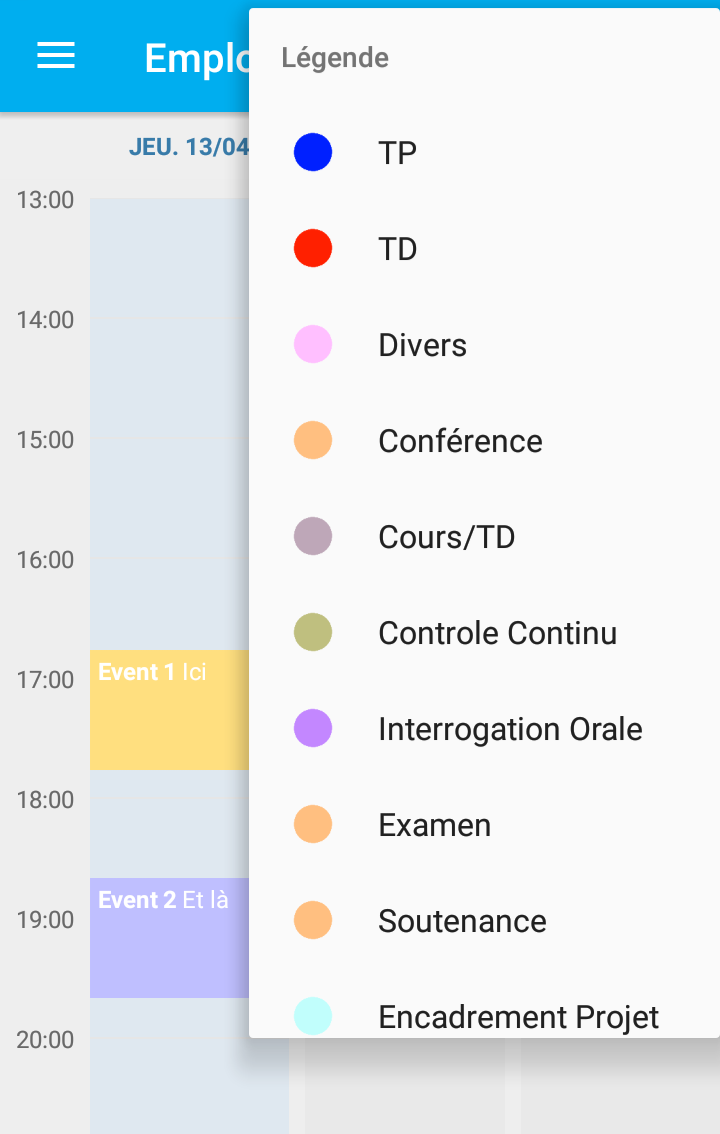 Emplo
Légende
JEU. 13/04
TP
13:00
TD
14:00
Divers
15:00
Conférence
Cours/TD
16:00
Controle Continu
Event 1 Ici
17:00
Interrogation Orale
18:00
Examen
Event 2 Et là
19:00
Soutenance
Encadrement Projet
20:00